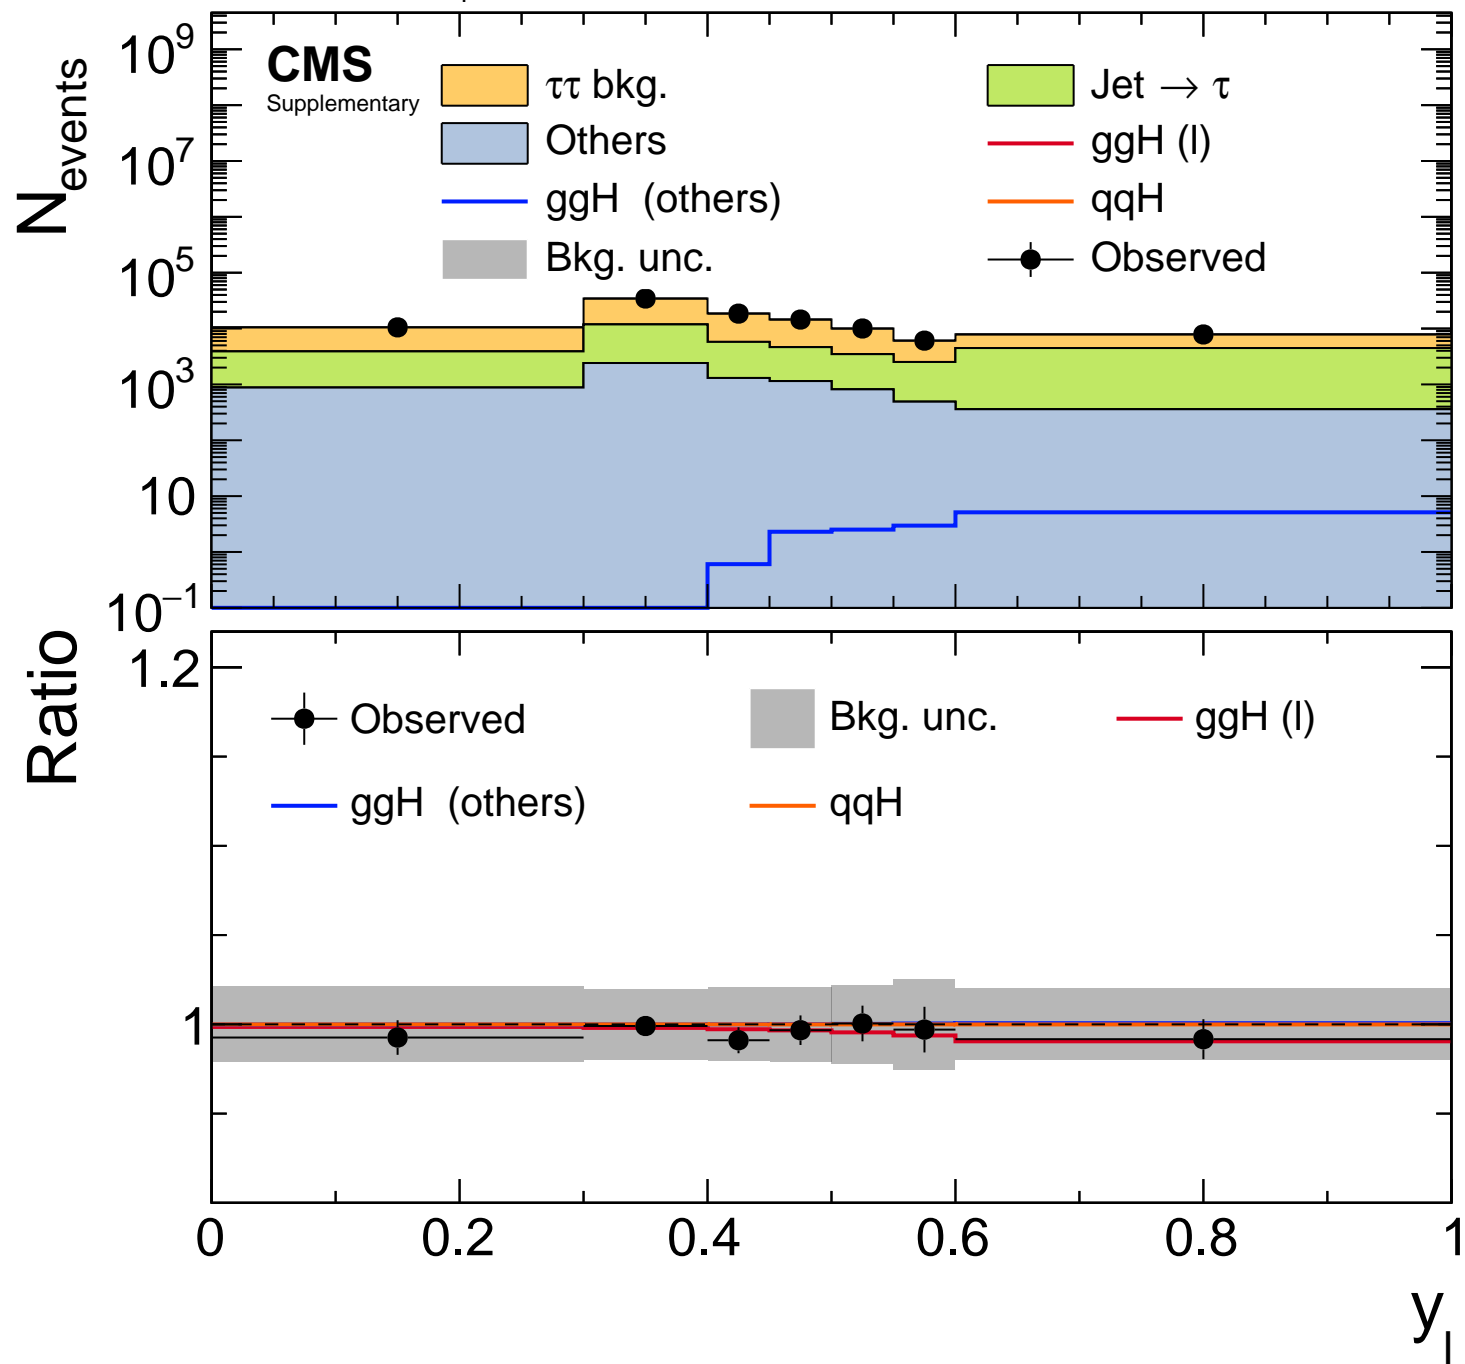 CMS
Supplementary
ττ bkg.
Jet → τ
Others
ggH (l)
ggH (others)
qqH
Bkg. unc.
Observed
N_events
10^9
10^7
10^5
10^3
10
10^−1
Ratio
1.2
1
Observed
Bkg. unc.
ggH (l)
ggH (others)
qqH
0 0.2 0.4 0.6 0.8 1
y_l